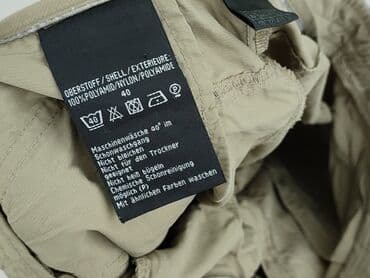 OBERSTOFF/SHELL/EXTERIEURE:
100%POLYAMID/NYLON/POLYAMIDE
40
40
P
Maschinenwäsche 40° im
Schonwaschgang
Nicht bleichen
Nicht für den Trockner
geeignet
Nicht heiß bügeln
Chemische Schonreinigung
möglich (P)
Mit ähnlichen Farben waschen